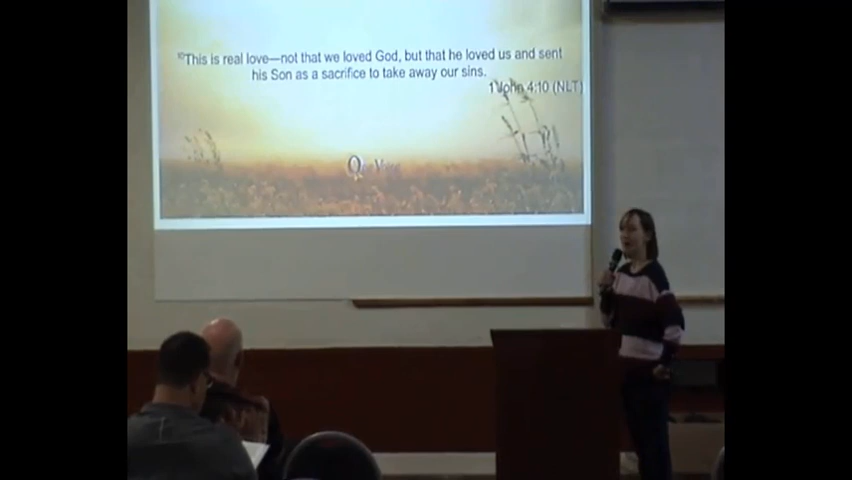 ¹⁰This is real love—not that we loved God, but that he loved us and sent
his Son as a sacrifice to take away our sins.
1 John 4:10 (NLT)